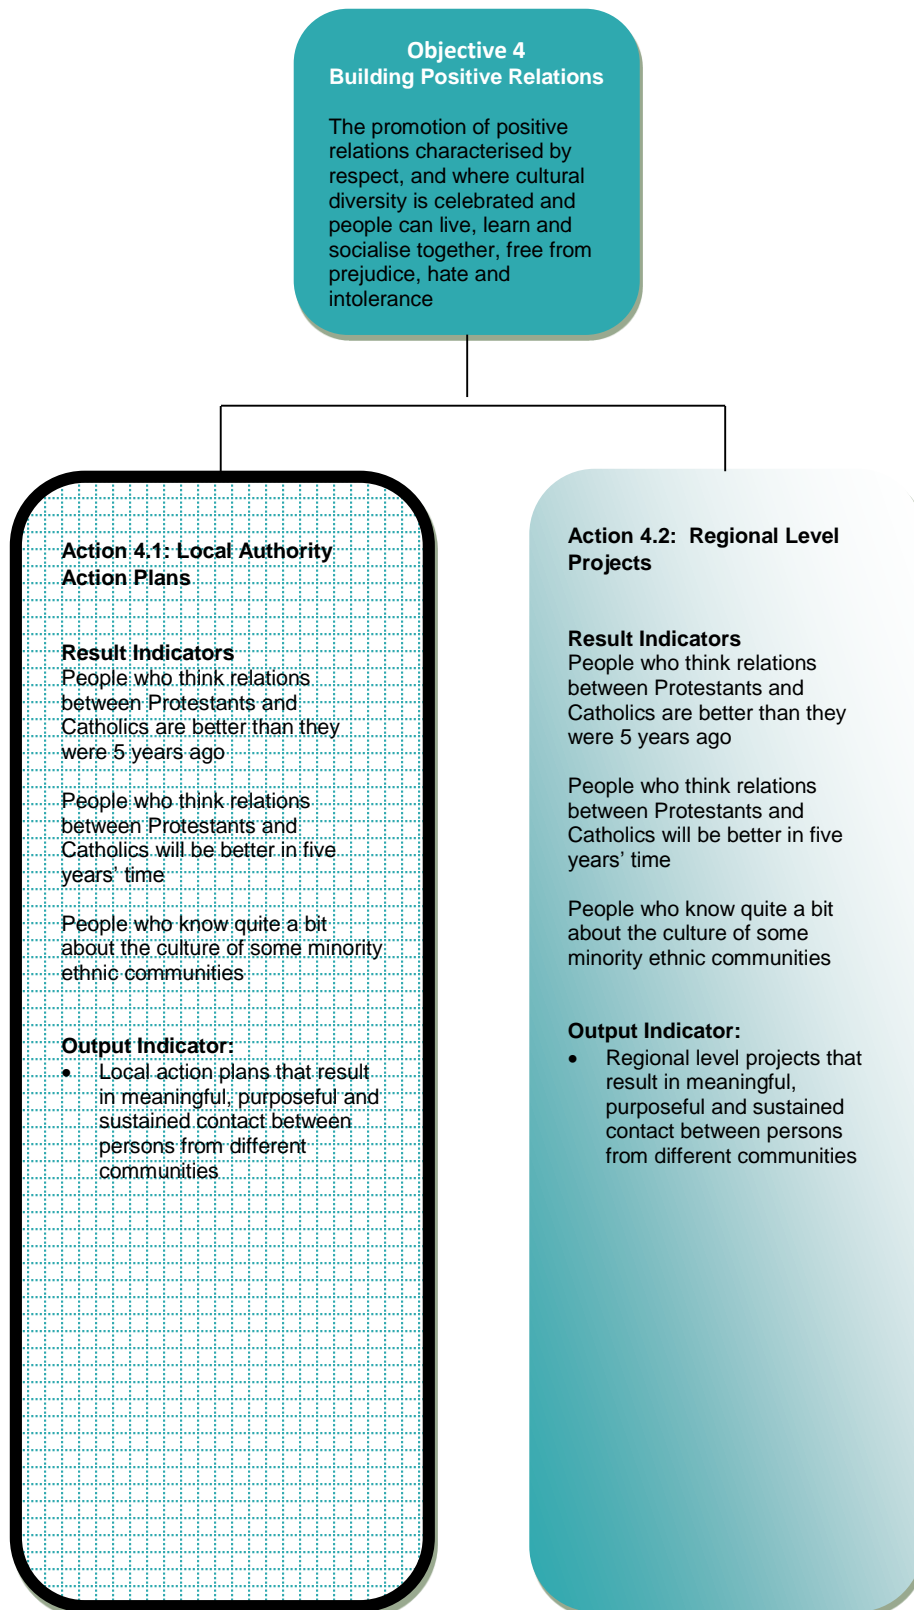 Objective 4
Building Positive Relations
The promotion of positive
relations characterised by
respect, and where cultural
diversity is celebrated and
people can live, learn and
socialise together, free from
prejudice, hate and
intolerance
Action 4.1: Local Authority
Action Plans
Result Indicators
People who think relations
between Protestants and
Catholics are better than they
were 5 years ago
People who think relations
between Protestants and
Catholics will be better in five
years' time
People who know quite a bit
about the culture of some minority
ethnic communities
Output Indicator:
• Local action plans that result
in meaningful, purposeful and
sustained contact between
persons from different
communities
Action 4.2:  Regional Level
Projects
Result Indicators
People who think relations
between Protestants and
Catholics are better than they
were 5 years ago
People who think relations
between Protestants and
Catholics will be better in five
years' time
People who know quite a bit
about the culture of some
minority ethnic communities
Output Indicator:
• Regional level projects that
result in meaningful,
purposeful and sustained
contact between persons
from different communities